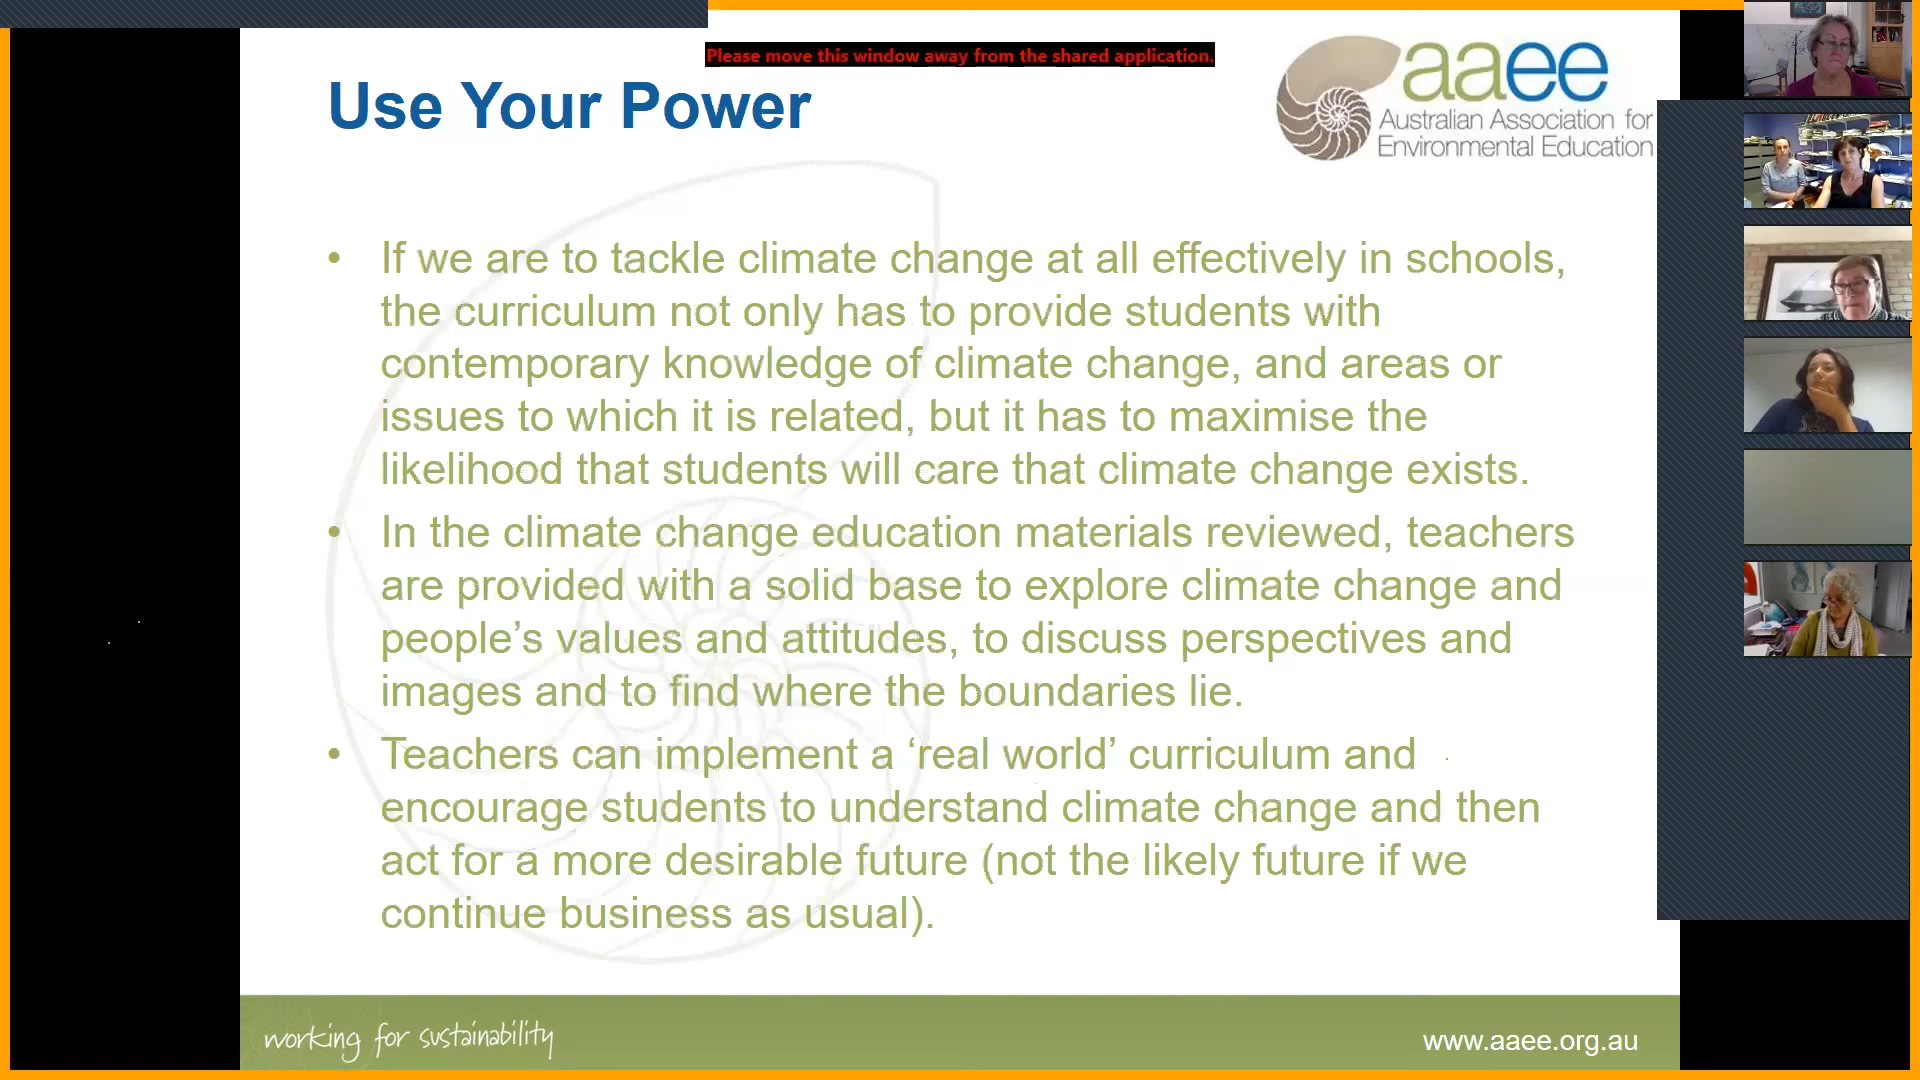 Please move this window away from the shared application.
Use Your Power
aaee
Australian Association for
Environmental Education
• If we are to tackle climate change at all effectively in schools,
the curriculum not only has to provide students with
contemporary knowledge of climate change, and areas or
issues to which it is related, but it has to maximise the
likelihood that students will care that climate change exists.
• In the climate change education materials reviewed, teachers
are provided with a solid base to explore climate change and
people’s values and attitudes, to discuss perspectives and
images and to find where the boundaries lie.
• Teachers can implement a ‘real world’ curriculum and
encourage students to understand climate change and then
act for a more desirable future (not the likely future if we
continue business as usual).
working for sustainability
www.aaee.org.au